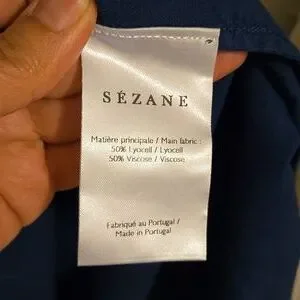 SÉZANE
Matière principale / Main fabric :
50% Lyocell / Lyocell
50% Viscose / Viscose
Fabriqué au Portugal /
Made in Portugal